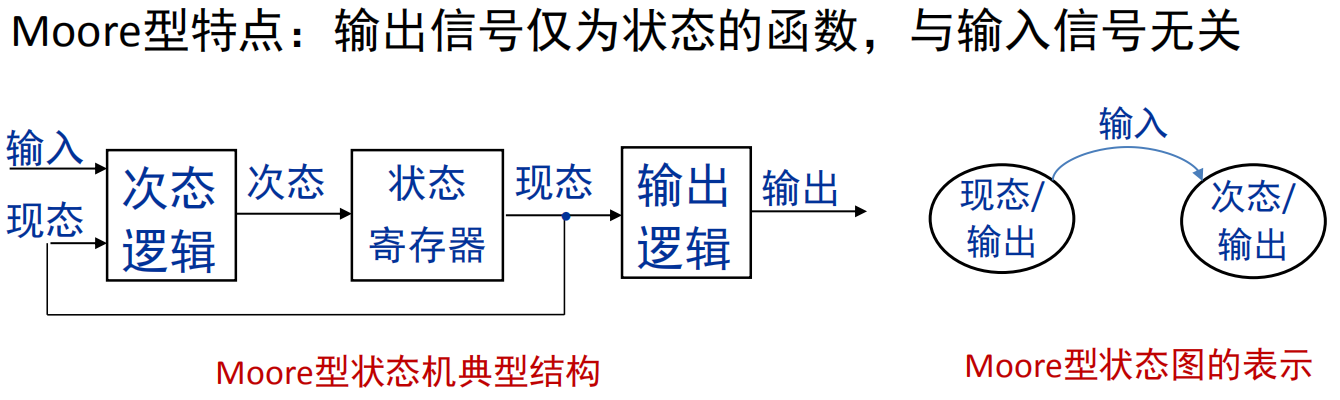 Moore型特点：输出信号仅为状态的函数，与输入信号无关
输入
现态
次态
逻辑
次态
状态
寄存器
现态
输出
逻辑
输出
Moore型状态机典型结构
输入
现态/
输出
次态/
输出
Moore型状态图的表示